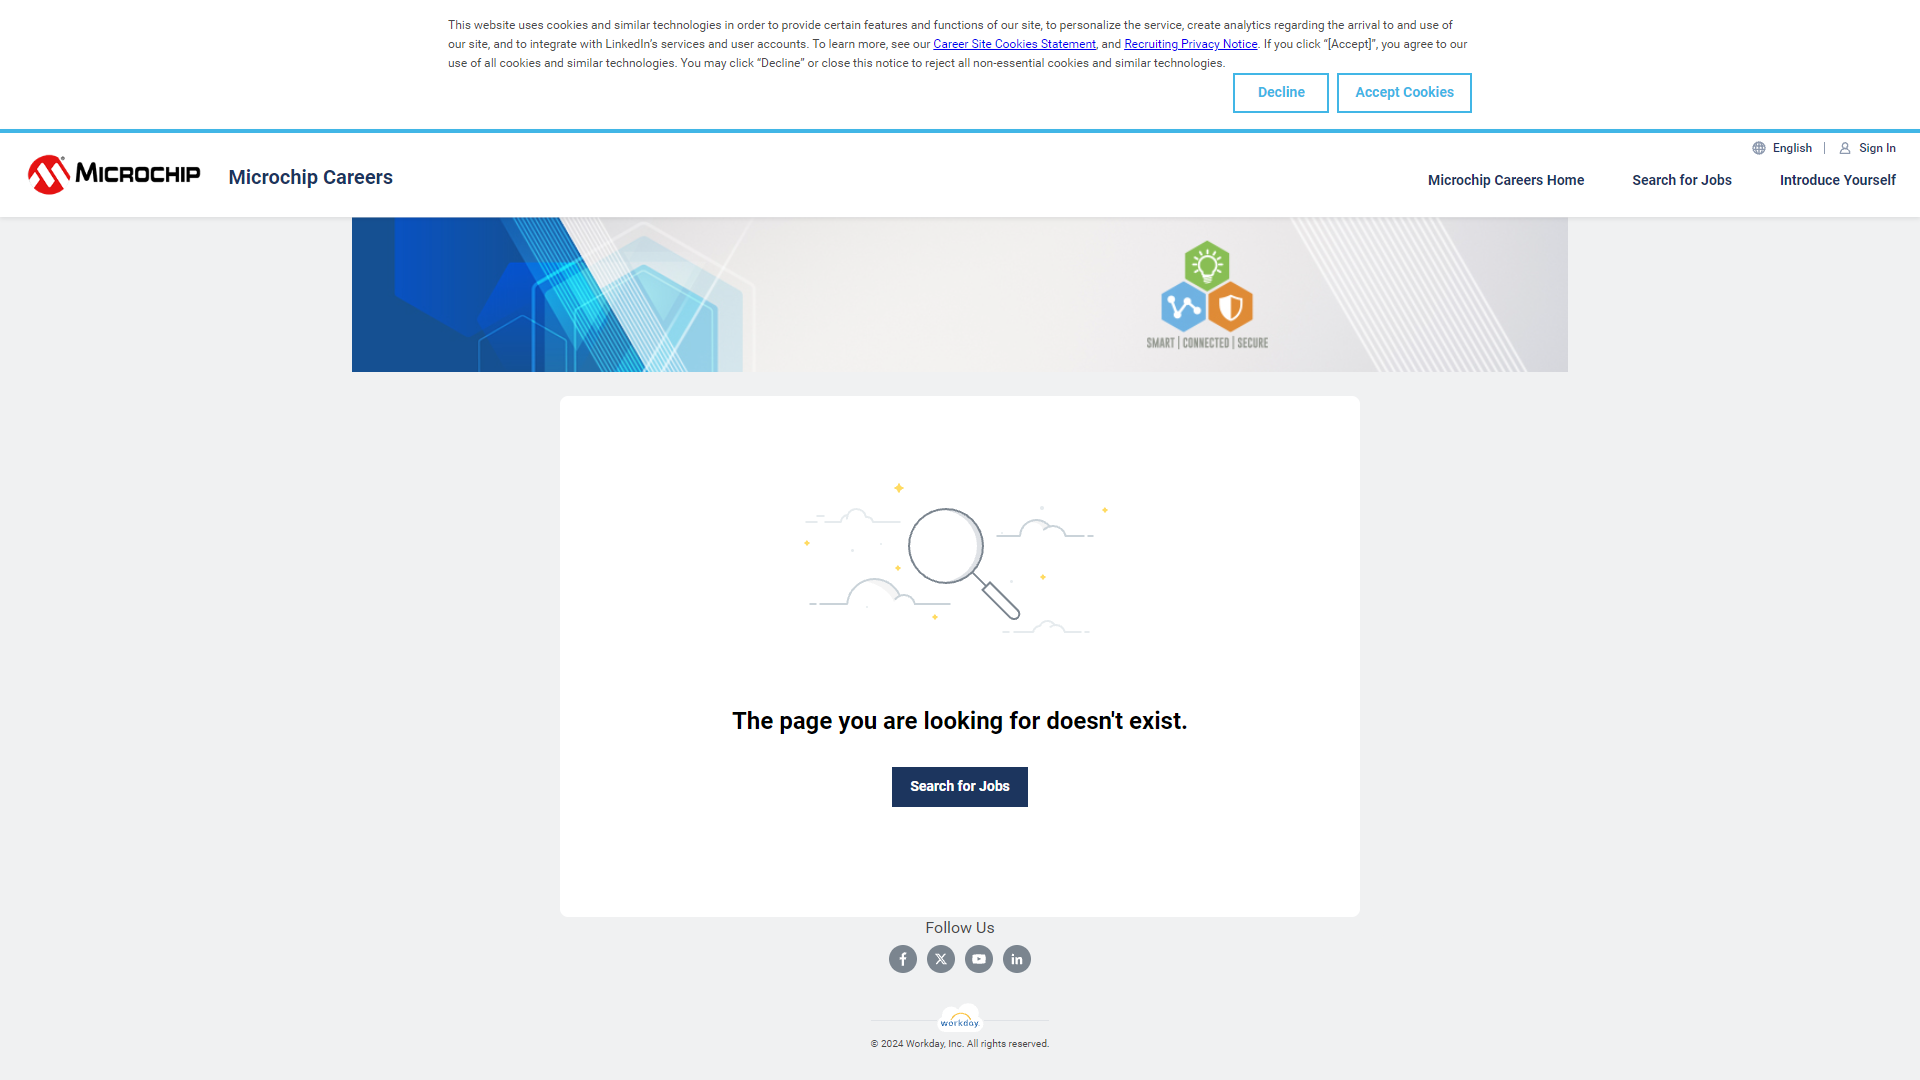 This website uses cookies and similar technologies in order to provide certain features and functions of our site, to personalize the service, create analytics regarding the arrival to and use of
our site, and to integrate with LinkedIn’s services and user accounts. To learn more, see our Career Site Cookies Statement, and Recruiting Privacy Notice. If you click “[Accept]”, you agree to our
use of all cookies and similar technologies. You may click “Decline” or close this notice to reject all non-essential cookies and similar technologies.
Decline
Accept Cookies
English
Sign In
MICROCHIP
Microchip Careers
Microchip Careers Home
Search for Jobs
Introduce Yourself
SMART | CONNECTED | SECURE
The page you are looking for doesn't exist.
Search for Jobs
Follow Us
workday.
© 2024 Workday, Inc. All rights reserved.